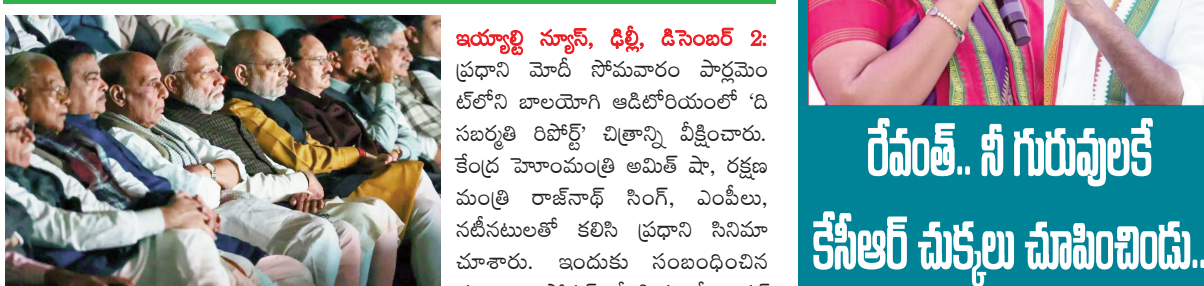 ఇయ్యాల్టి న్యూస్, ఢిల్లీ, డిసెంబర్ 2:
ప్రధాని మోదీ సోమవారం పార్లమెం
ట్‌లోని బాలయోగి ఆడిటోరియంలో ‘ది
సబర్మతి రిపోర్ట్’ చిత్రాన్ని వీక్షించారు.
కేంద్ర హెూంమంత్రి అమిత్ షా, రక్షణ
మంత్రి రాజ్‌నాథ్ సింగ్, ఎంపీలు,
నటీనటులతో కలిసి ప్రధాని సినిమా
చూశారు. ఇందుకు సంబంధించిన
రేవంత్.. నీ గురువులకే
కేసీఆర్ చుక్కలు చూపించిండు..